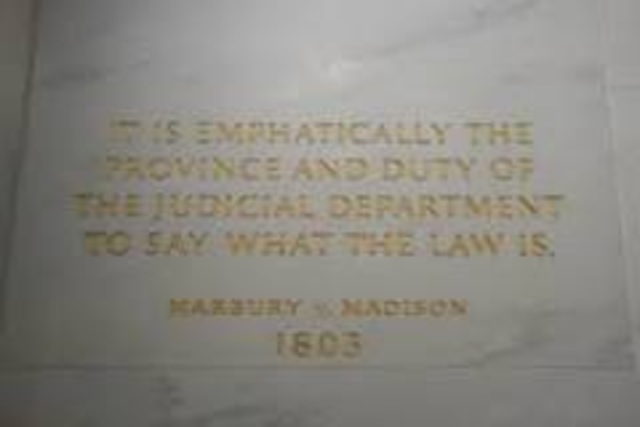 IT IS EMPHATICALLY THE
PROVINCE AND DUTY OF
THE JUDICIAL DEPARTMENT
TO SAY WHAT THE LAW IS.
MARBURY v. MADISON
1803